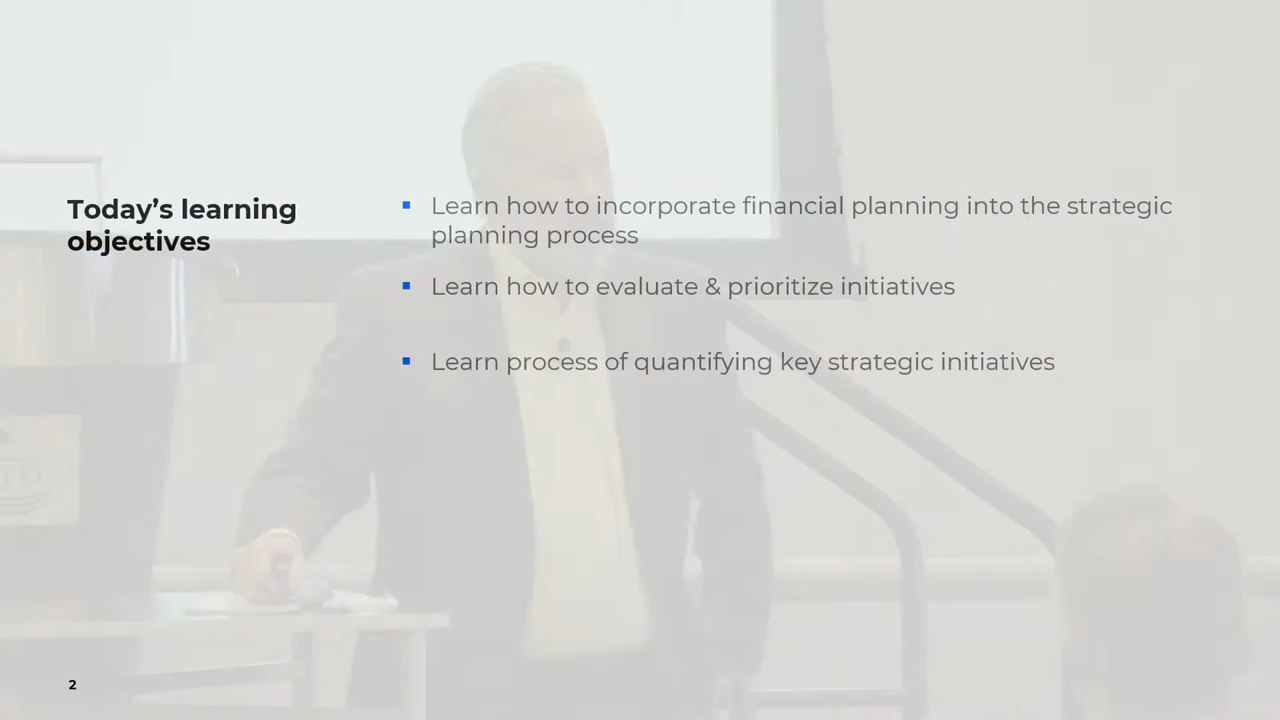 Today’s learning
objectives
▪ Learn how to incorporate financial planning into the strategic
planning process
▪ Learn how to evaluate & prioritize initiatives
▪ Learn process of quantifying key strategic initiatives
2